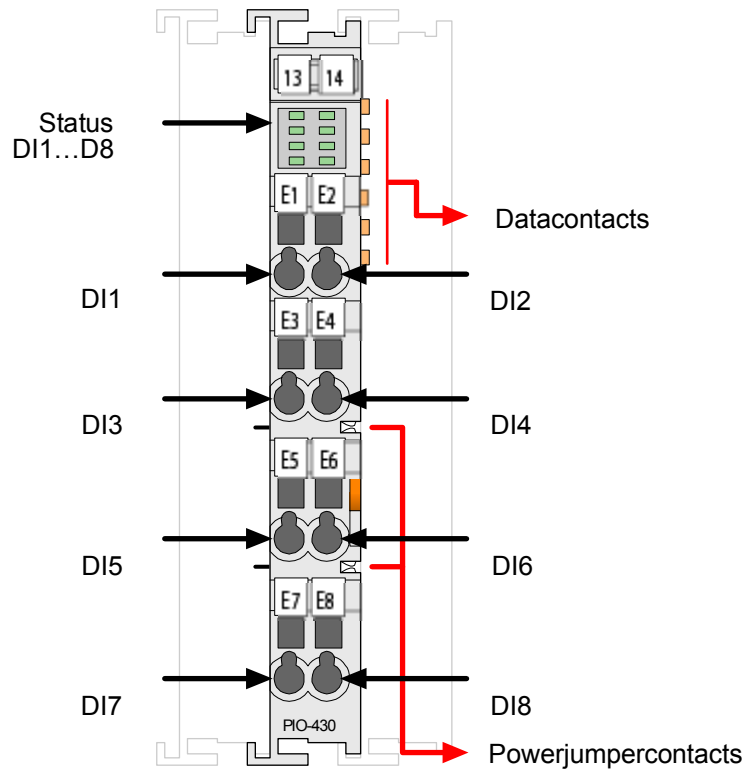 13 14
Status
DI1...D8
E1 E2
Datacontacts
DI1
DI2
E3 E4
DI3
DI4
E5 E6
DI5
DI6
E7 E8
DI7
DI8
PIO-430
Powerjumpercontacts